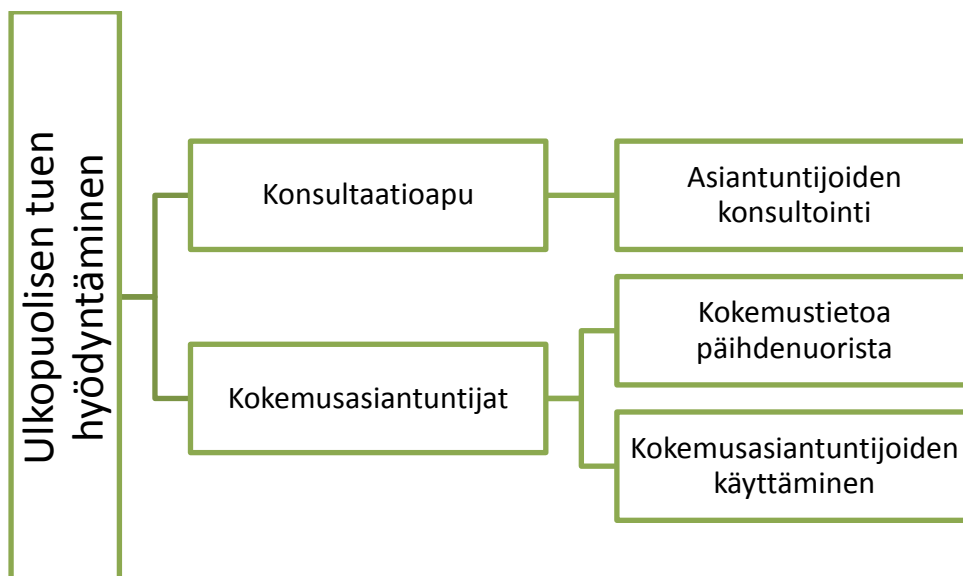 Ulkopuolisen tuen
hyödyntäminen
Konsultaatioapu
Asiantuntijoiden
konsultointi
Kokemusasiantuntijat
Kokemustietoa
päihdenuorista
Kokemusasiantuntijoiden
käyttäminen